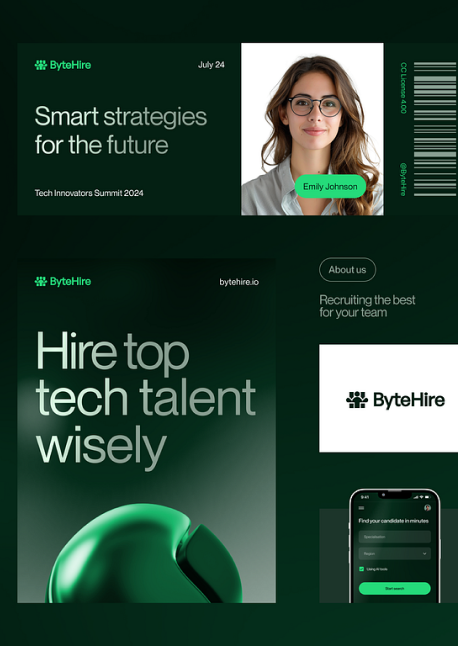 ByteHire
July 24
Smart strategies
for the future
Tech Innovators Summit 2024
Emily Johnson
CC License 4.00
@ByteHire
ByteHire
bytehire.io
Hire top
tech talent
wisely
About us
Recruiting the best
for your team
ByteHire
9:41
Find your candidate in minutes
Specialization
Region
Using AI tools
Start search